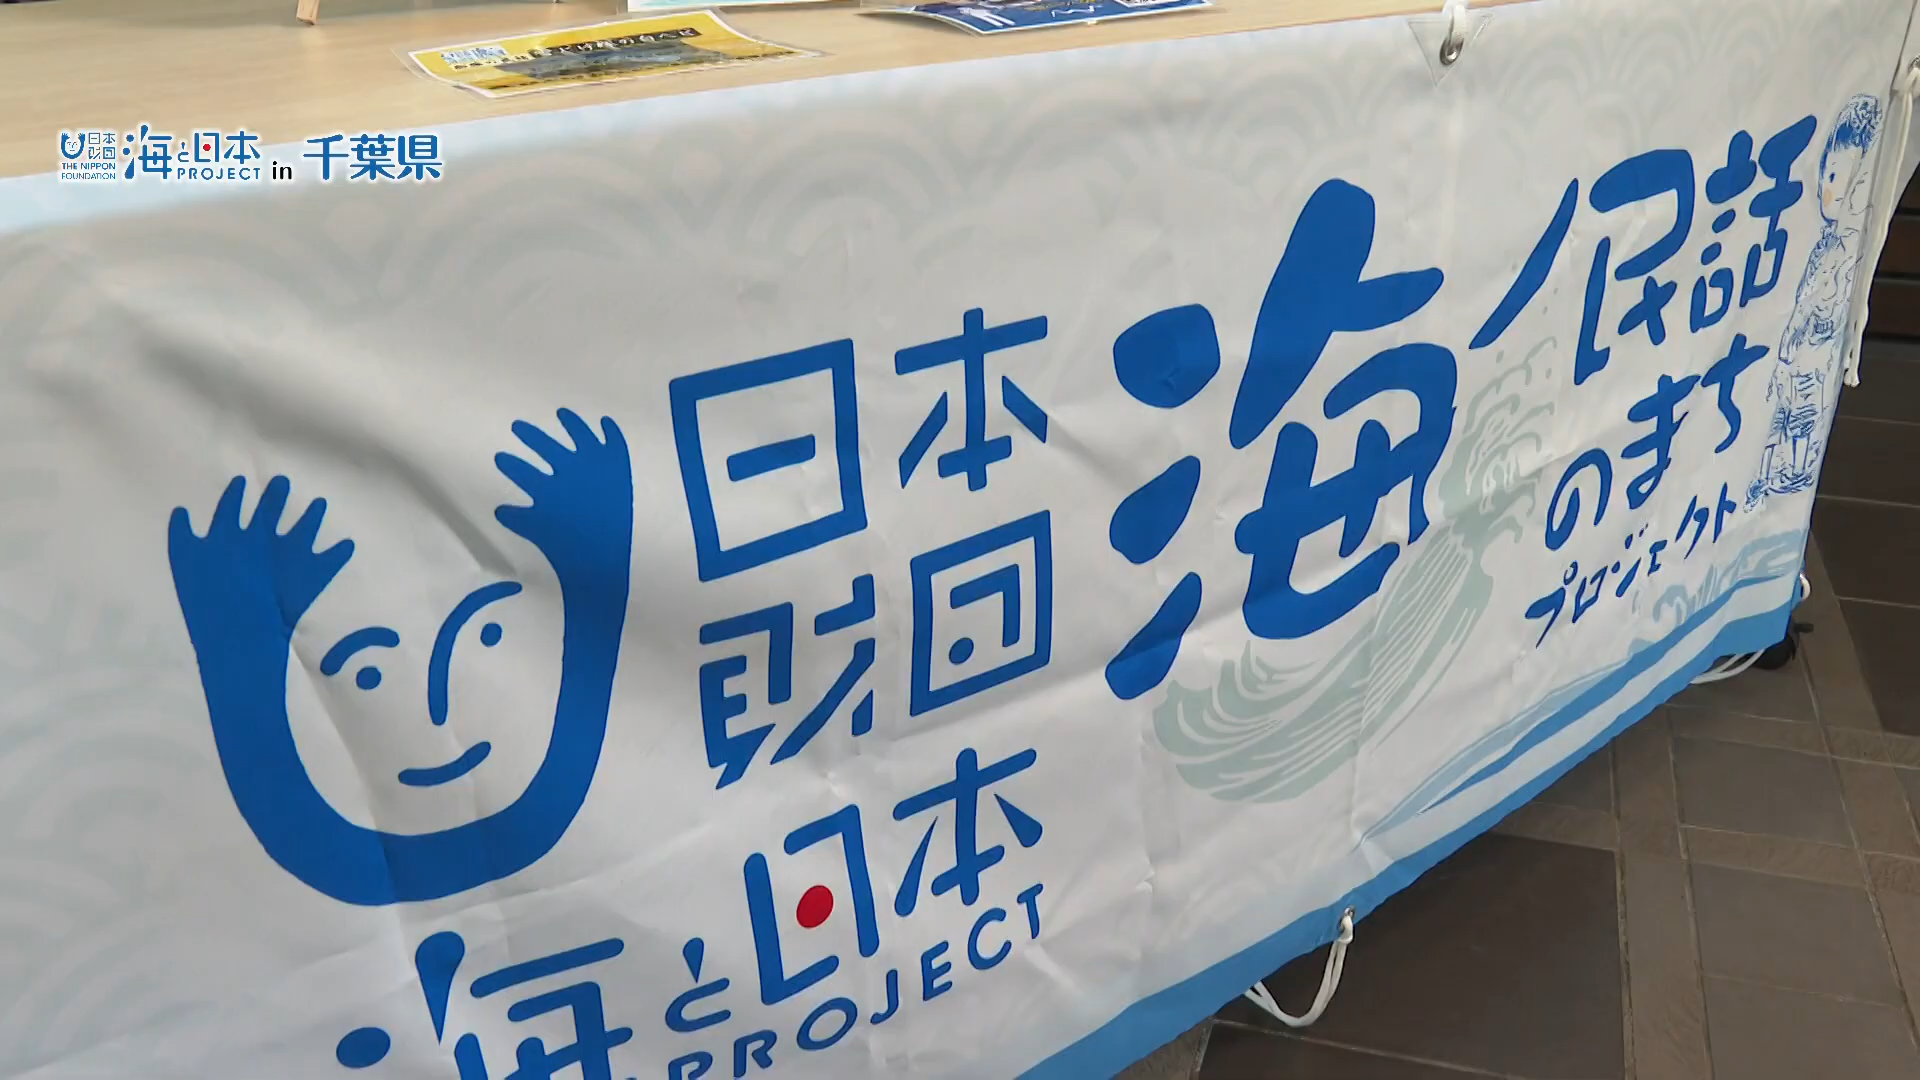 日本
財団
THE NIPPON
FOUNDATION
海と日本
PROJECT
in 千葉県
日本
財団
海と日本
PROJECT
海ノ民話
のまち
プロジェクト